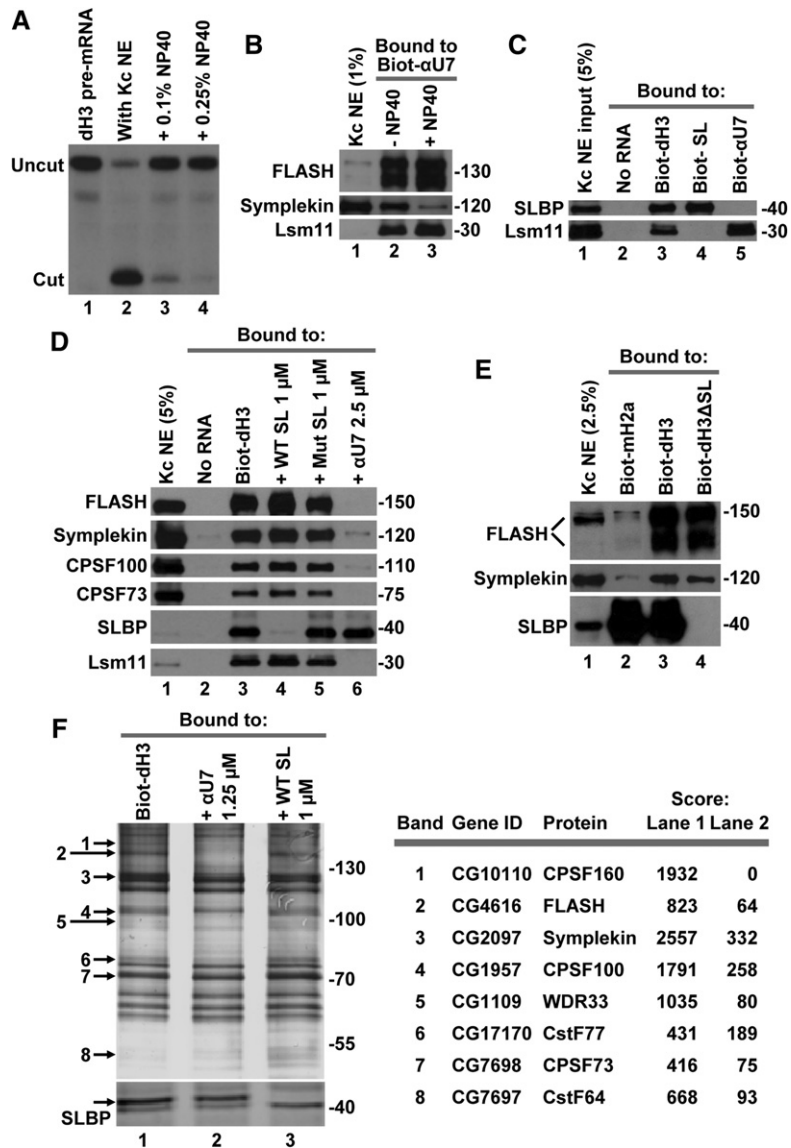 A
dH3 pre-mRNA
With Kc NE
+ 0.1% NP40
+ 0.25% NP40
Uncut
Cut
1 2 3 4
B
Kc NE (1%)
Bound to
Biot-αU7
- NP40
+ NP40
FLASH
-130
Symplekin
-120
Lsm11
-30
1 2 3
C
Kc NE input (5%)
Bound to:
No RNA
Biot-dH3
Biot- SL
Biot-αU7
SLBP
-40
Lsm11
-30
1 2 3 4 5
D
Bound to:
Kc NE (5%)
No RNA
Biot-dH3
+ WT SL 1 μM
+ Mut SL 1 μM
+ αU7 2.5 μM
FLASH
-150
Symplekin
-120
CPSF100
-110
CPSF73
-75
SLBP
-40
Lsm11
-30
1 2 3 4 5 6
E
Bound to:
Kc NE (2.5%)
Biot-mH2a
Biot-dH3
Biot-dH3ΔSL
FLASH
-150
Symplekin
-120
SLBP
-40
1 2 3 4
F
Bound to:
Biot-dH3
+ αU7
1.25 μM
+ WT SL
1 μM
1
2
3
4
5
6
7
8
-130
-100
-70
-55
SLBP
-40
1 2 3
Score:
Band Gene ID Protein Lane 1 Lane 2
1 CG10110 CPSF160 1932 0
2 CG4616 FLASH 823 64
3 CG2097 Symplekin 2557 332
4 CG1957 CPSF100 1791 258
5 CG1109 WDR33 1035 80
6 CG17170 CstF77 431 189
7 CG7698 CPSF73 416 75
8 CG7697 CstF64 668 93